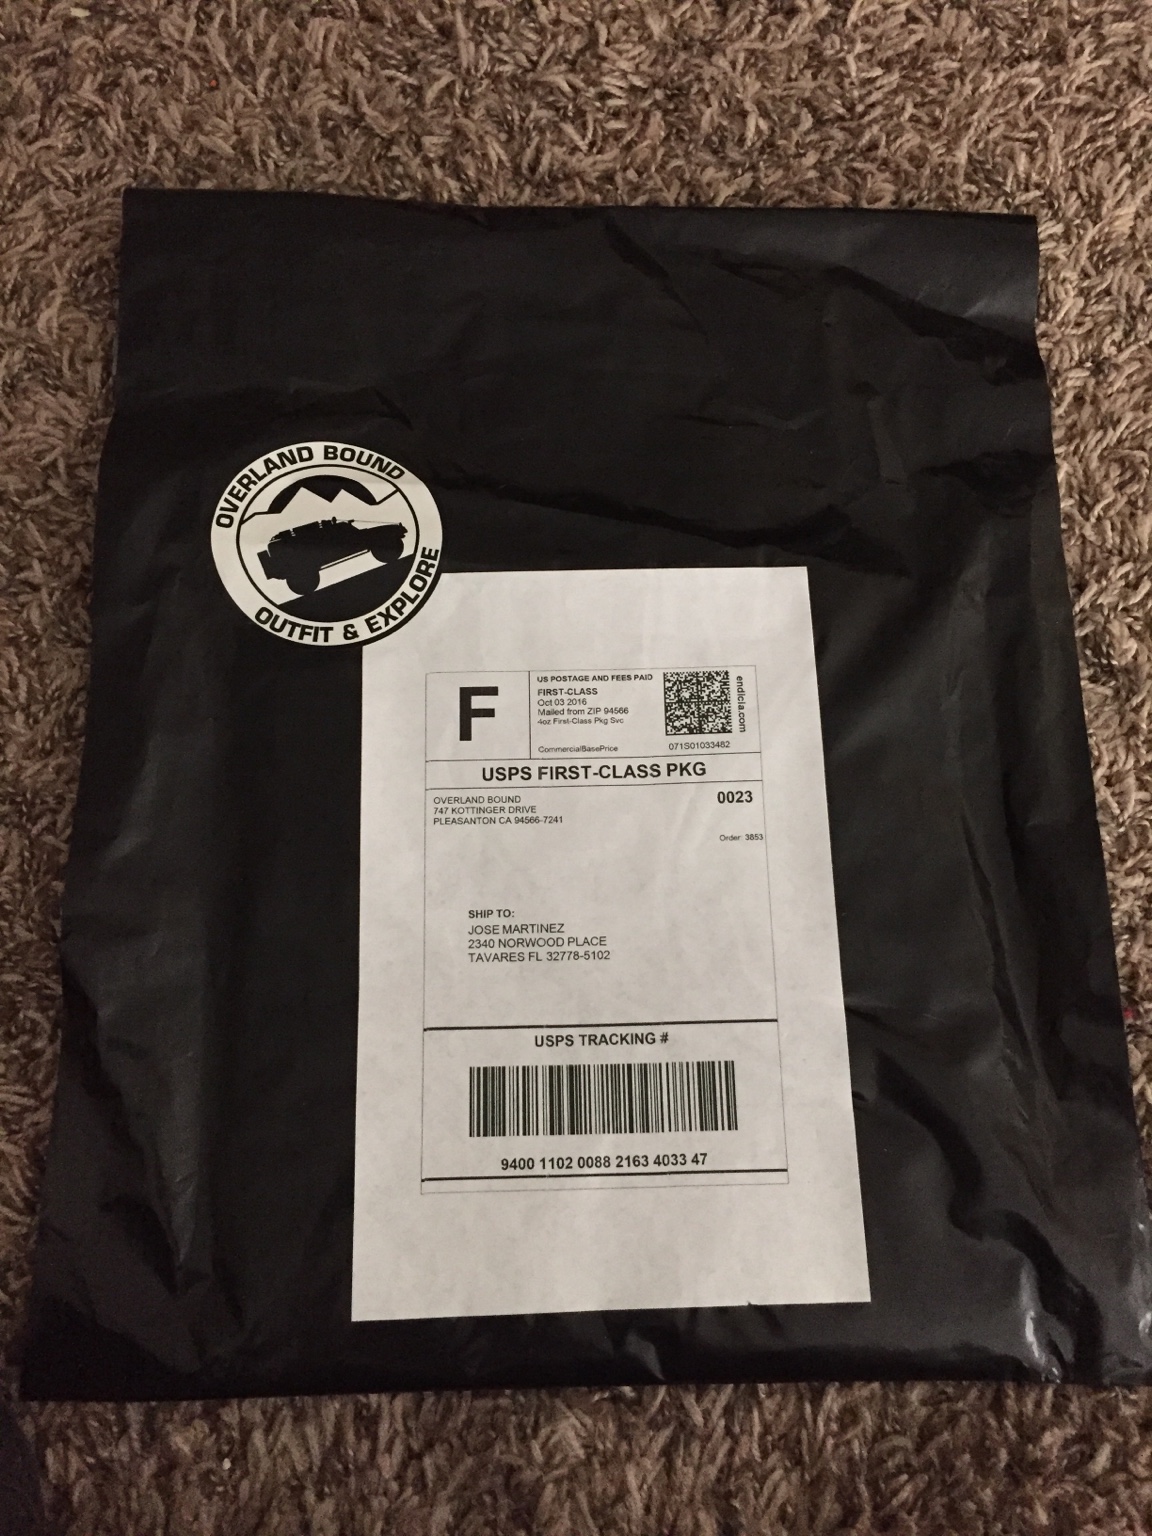 OVERLAND BOUND
OUTFIT & EXPLORE
F
US POSTAGE AND FEES PAID
FIRST-CLASS
Oct 03 2016
Mailed from ZIP 94566
4oz First-Class Pkg Svc
CommercialBasePrice
endicia.com
071S01033482
USPS FIRST-CLASS PKG
OVERLAND BOUND
747 KOTTINGER DRIVE
PLEASANTON CA 94566-7241
0023
Order: 3853
SHIP TO:
JOSE MARTINEZ
2340 NORWOOD PLACE
TAVARES FL 32778-5102
USPS TRACKING #
9400 1102 0088 2163 4033 47